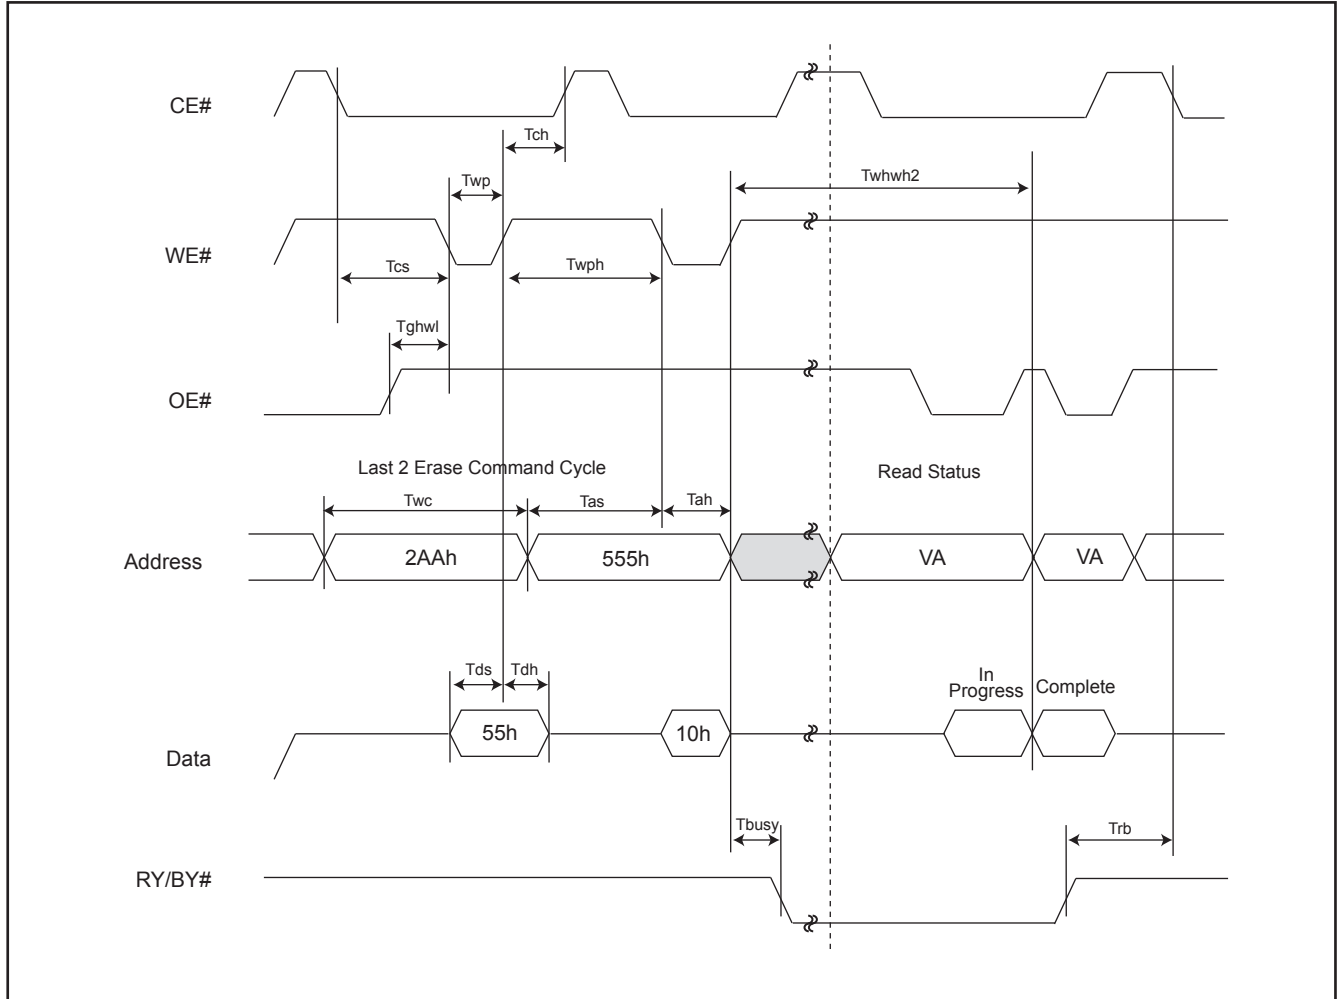 CE#
Tch
Twp
Twhwh2
WE#
Tcs
Twph
Tghwl
OE#
Last 2 Erase Command Cycle
Read Status
Twc
Tas
Tah
Address
2AAh
555h
VA
VA
Tds
Tdh
In
Progress
Complete
55h
10h
Data
Tbusy
Trb
RY/BY#